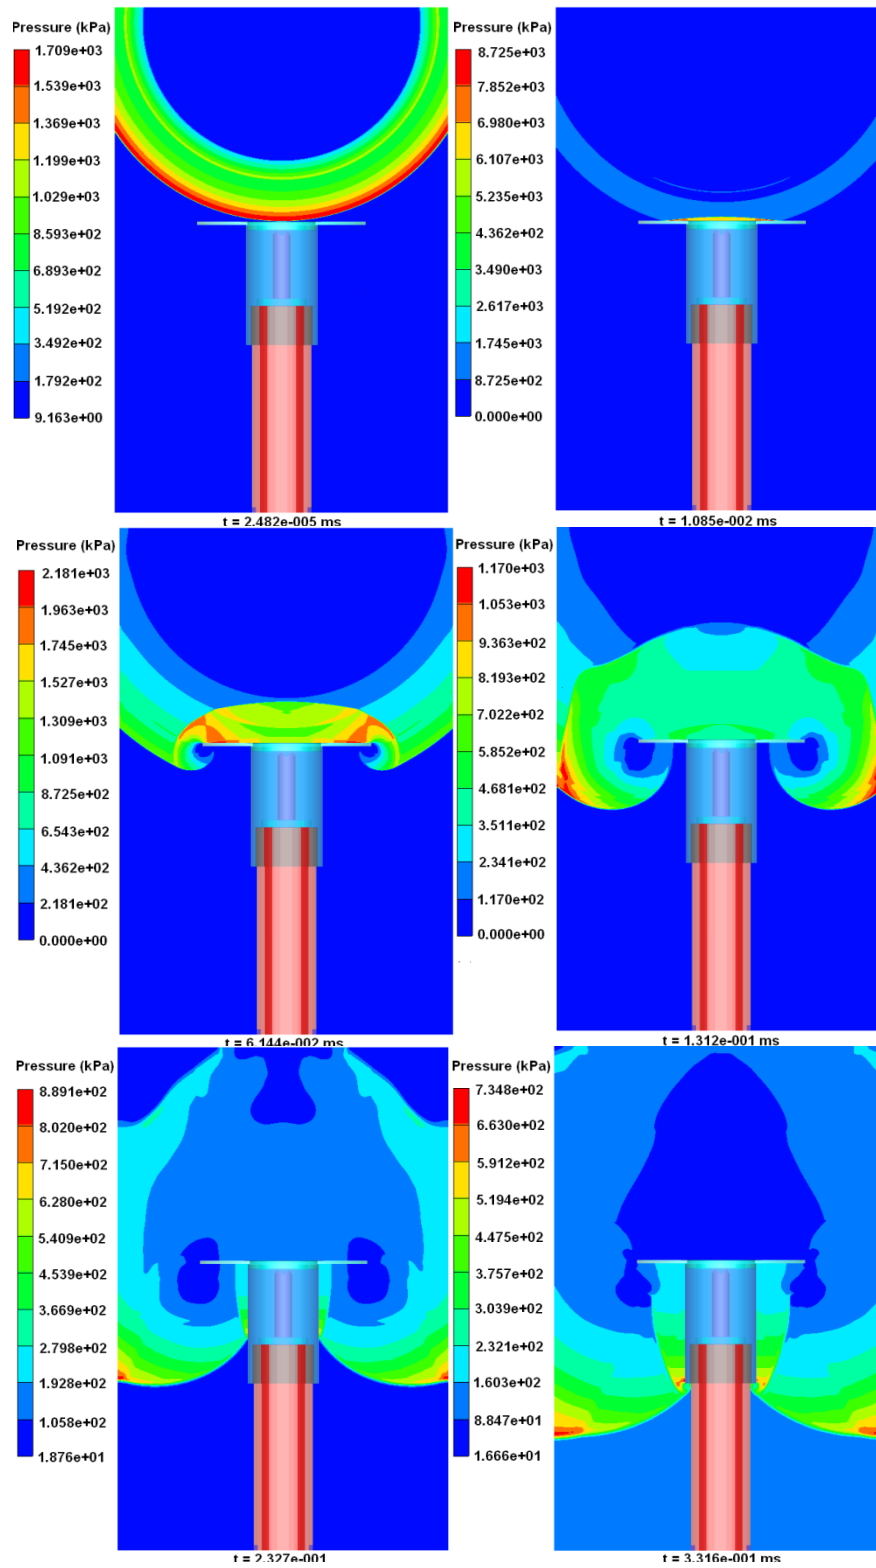 Pressure (kPa)
1.709e+03
1.539e+03
1.369e+03
1.199e+03
1.029e+03
8.593e+02
6.893e+02
5.192e+02
3.492e+02
1.792e+02
9.163e+00
t = 2.482e-005 ms
Pressure (kPa)
8.725e+03
7.852e+03
6.980e+03
6.107e+03
5.235e+03
4.362e+03
3.490e+03
2.617e+03
1.745e+03
8.725e+02
0.000e+00
t = 1.085e-002 ms
Pressure (kPa)
2.181e+03
1.963e+03
1.745e+03
1.527e+03
1.309e+03
1.091e+03
8.725e+02
6.543e+02
4.362e+02
2.181e+02
0.000e+00
t = 6.144e-002 ms
Pressure (kPa)
1.170e+03
1.053e+03
9.363e+02
8.193e+02
7.022e+02
5.852e+02
4.681e+02
3.511e+02
2.341e+02
1.170e+02
0.000e+00
t = 1.312e-001 ms
Pressure (kPa)
8.891e+02
8.020e+02
7.150e+02
6.280e+02
5.409e+02
4.539e+02
3.669e+02
2.798e+02
1.928e+02
1.058e+02
1.876e+01
t = 2.327e-001
Pressure (kPa)
7.348e+02
6.630e+02
5.912e+02
5.194e+02
4.475e+02
3.757e+02
3.039e+02
2.321e+02
1.603e+02
8.847e+01
1.666e+01
t = 3.316e-001 ms